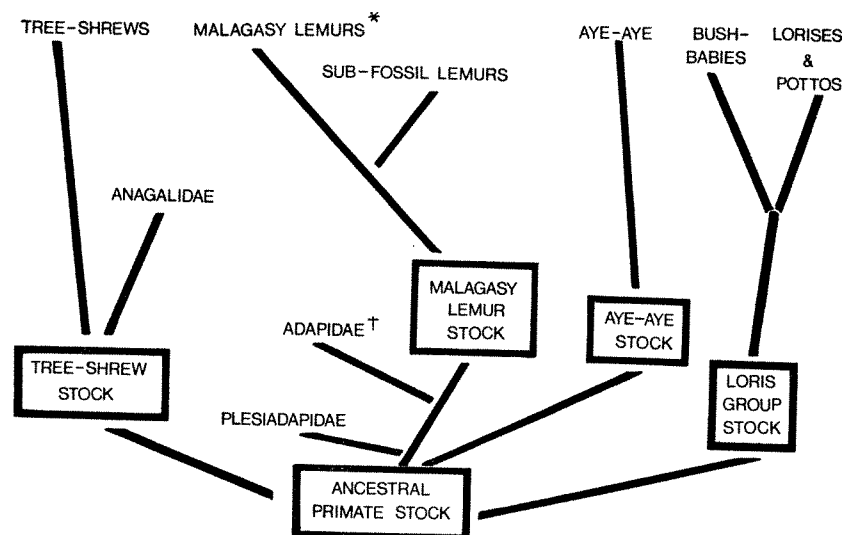 TREE-SHREWS
MALAGASY LEMURS*
SUB-FOSSIL LEMURS
AYE-AYE
BUSH-
BABIES
LORISES
&
POTTOS
ANAGALIDAE
MALAGASY
LEMUR
STOCK
ADAPIDAE†
AYE-AYE
STOCK
TREE-SHREW
STOCK
LORIS
GROUP
STOCK
PLESIADAPIDAE
ANCESTRAL
PRIMATE STOCK